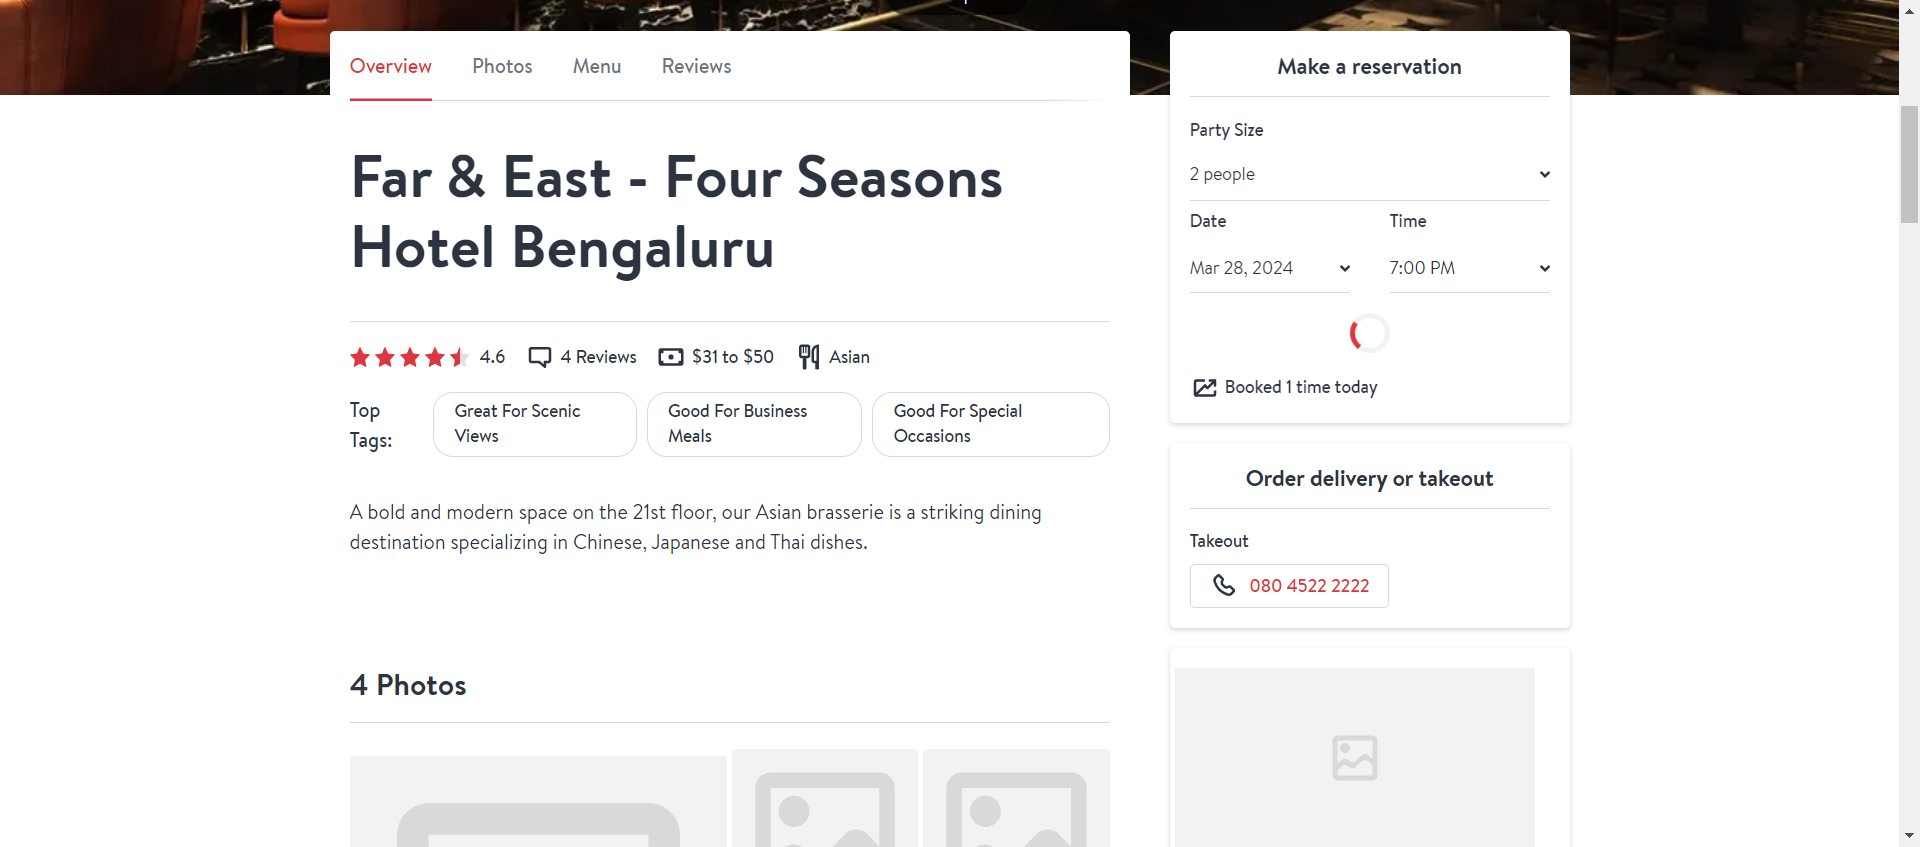 Overview Photos Menu Reviews
Far & East - Four Seasons
Hotel Bengaluru
4.6 4 Reviews $31 to $50 Asian
Top
Tags:
Great For Scenic
Views
Good For Business
Meals
Good For Special
Occasions
A bold and modern space on the 21st floor, our Asian brasserie is a striking dining
destination specializing in Chinese, Japanese and Thai dishes.
4 Photos
Make a reservation
Party Size
2 people
Date Time
Mar 28, 2024 7:00 PM
Booked 1 time today
Order delivery or takeout
Takeout
080 4522 2222